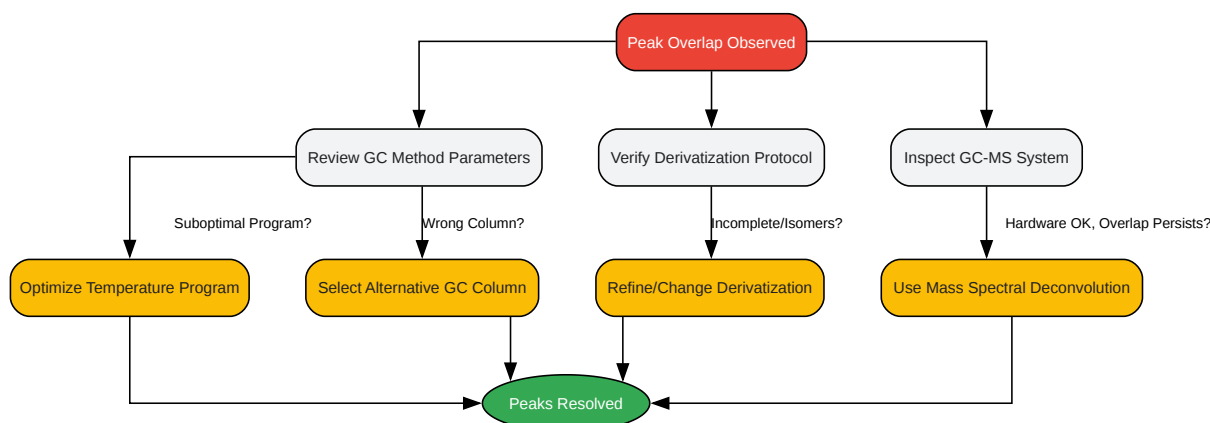 Peak Overlap Observed
Review GC Method Parameters
Verify Derivatization Protocol
Inspect GC-MS System
Suboptimal Program?
Wrong Column?
Incomplete/Isomers?
Hardware OK, Overlap Persists?
Optimize Temperature Program
Select Alternative GC Column
Refine/Change Derivatization
Use Mass Spectral Deconvolution
Peaks Resolved